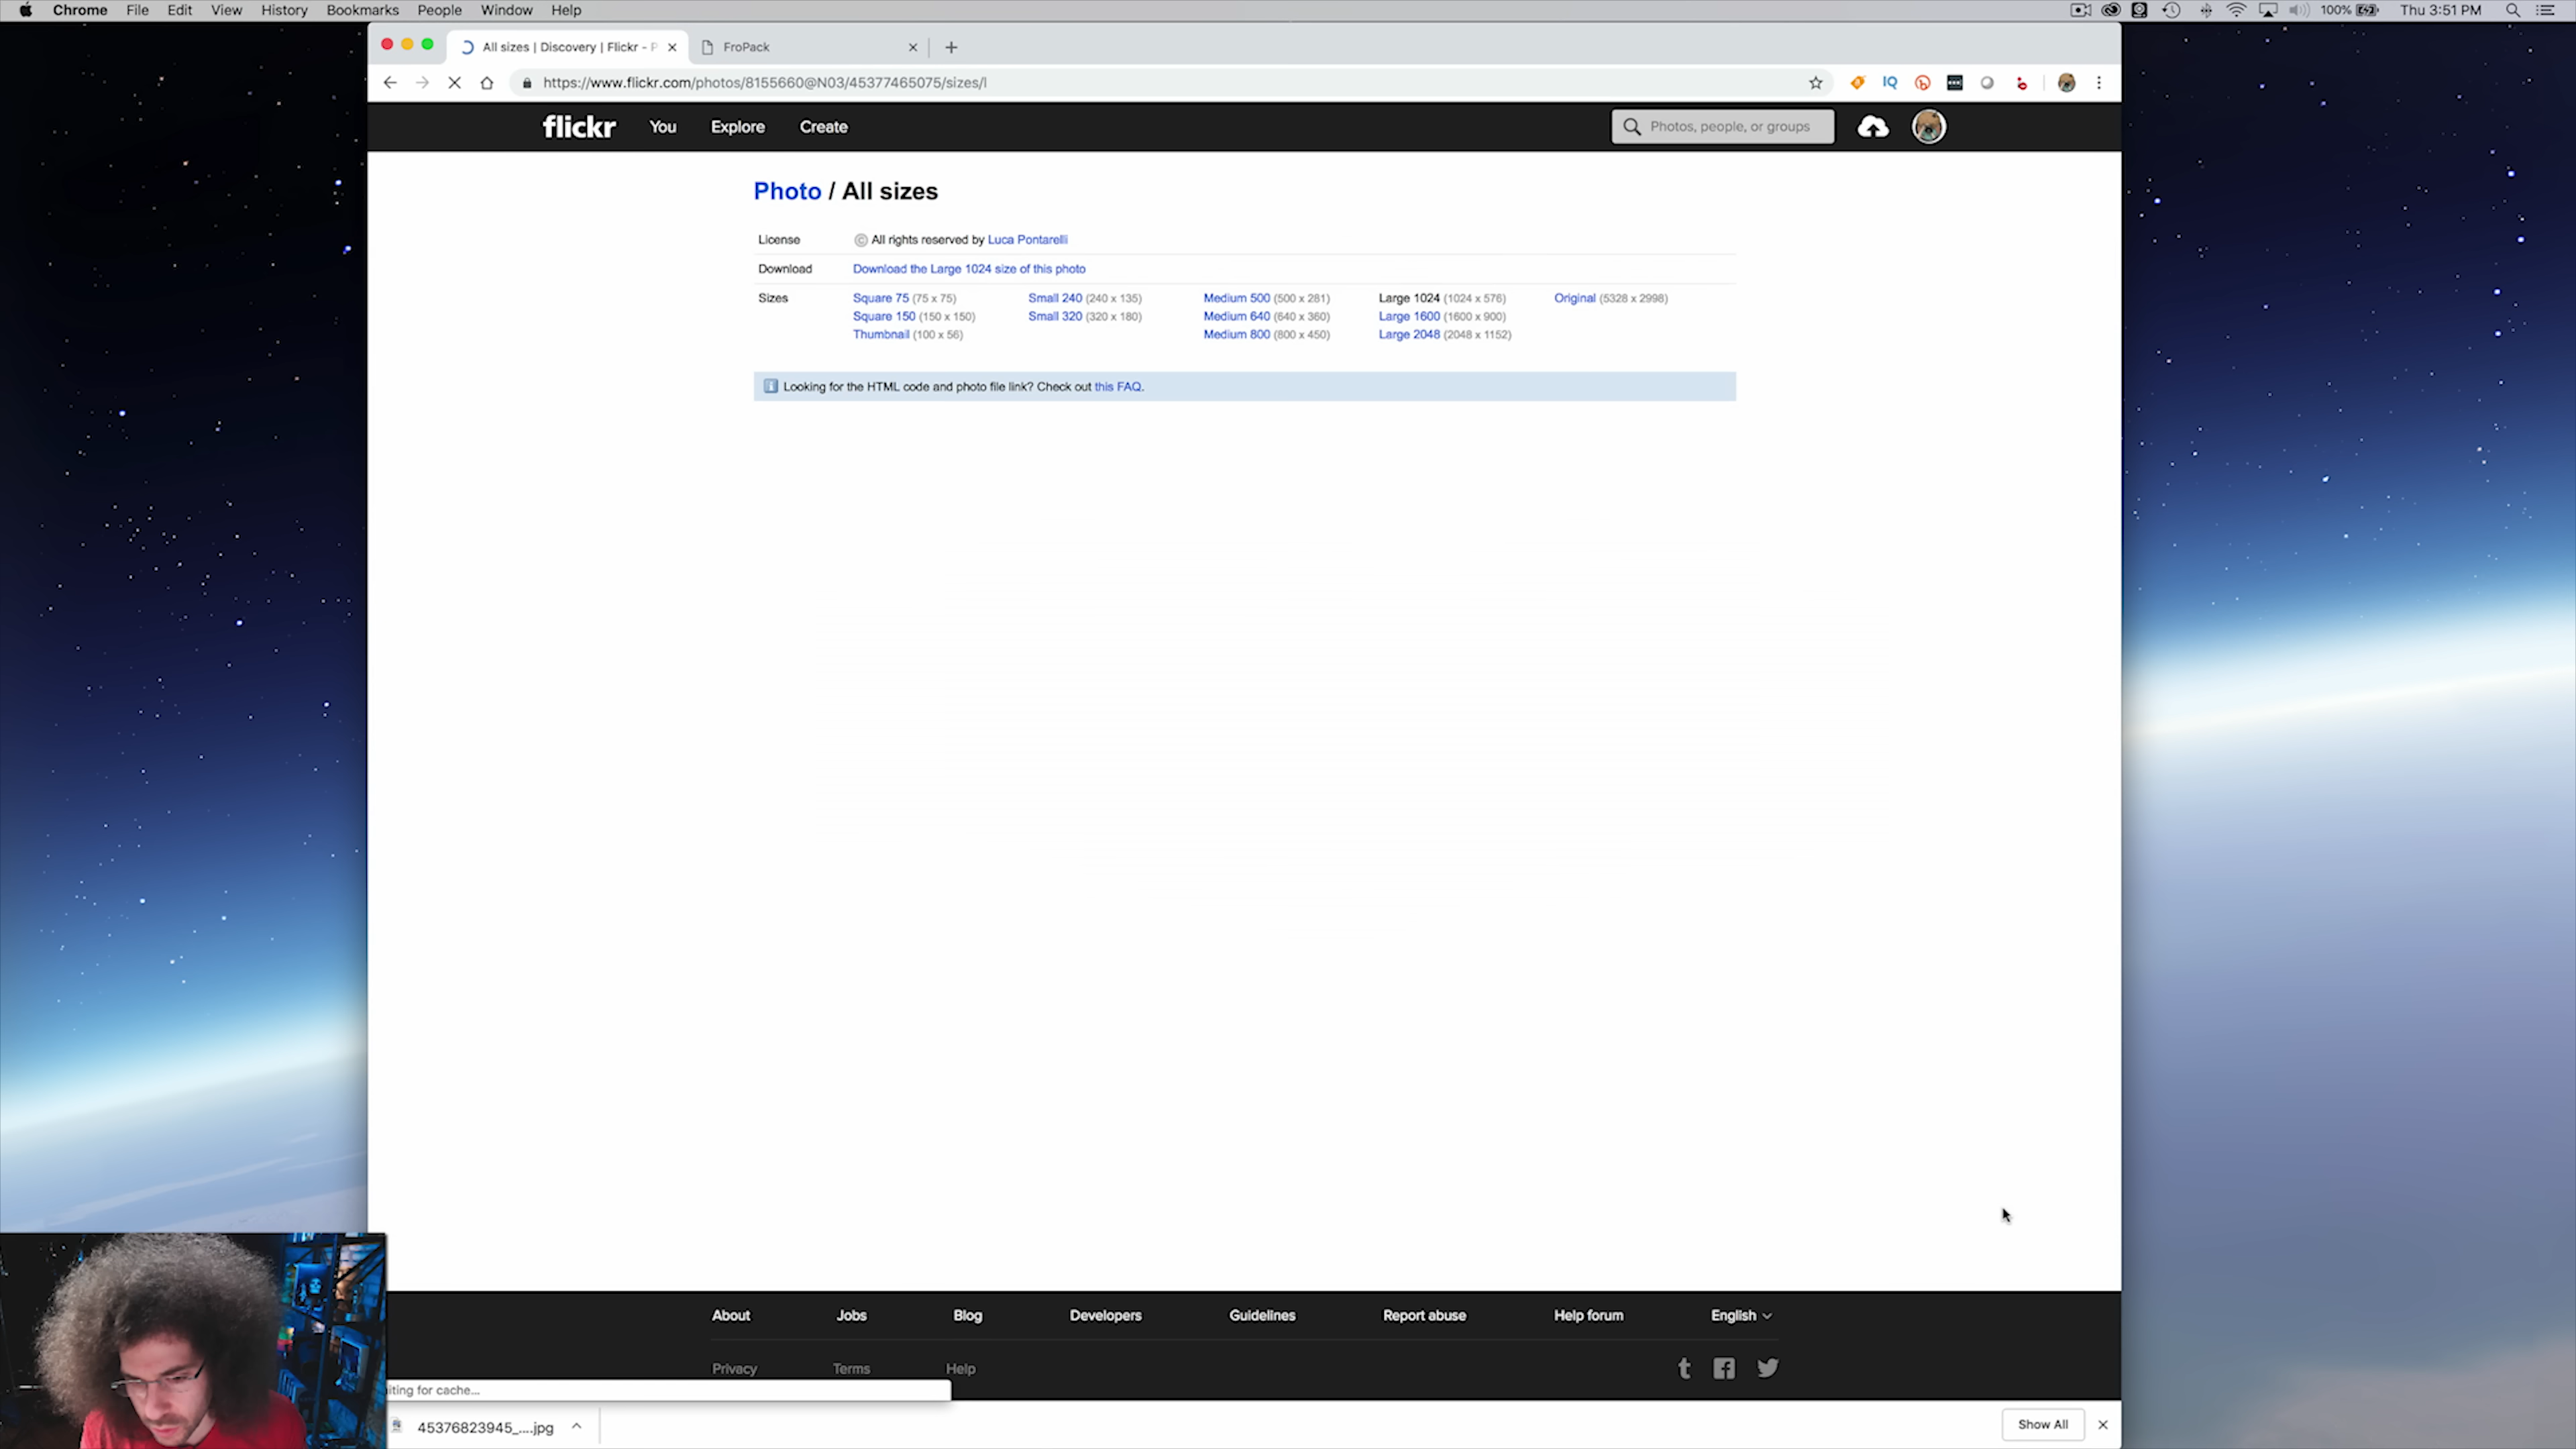 Chrome File Edit View History Bookmarks People Window Help 100% Thu 3:51 PM
All sizes | Discovery | Flickr - P FroPack
https://www.flickr.com/photos/8155660@N03/45377465075/sizes/l IQ
flickr You Explore Create Photos, people, or groups
Photo / All sizes
License © All rights reserved by Luca Pontarelli
Download Download the Large 1024 size of this photo
Sizes Square 75 (75 x 75) Small 240 (240 x 135) Medium 500 (500 x 281) Large 1024 (1024 x 576) Original (5328 x 2998)
Square 150 (150 x 150) Small 320 (320 x 180) Medium 640 (640 x 360) Large 1600 (1600 x 900)
Thumbnail (100 x 56) Medium 800 (800 x 450) Large 2048 (2048 x 1152)
Looking for the HTML code and photo file link? Check out this FAQ.
About Jobs Blog Developers Guidelines Report abuse Help forum English
Privacy Terms Help
iting for cache...
45376823945_....jpg Show All